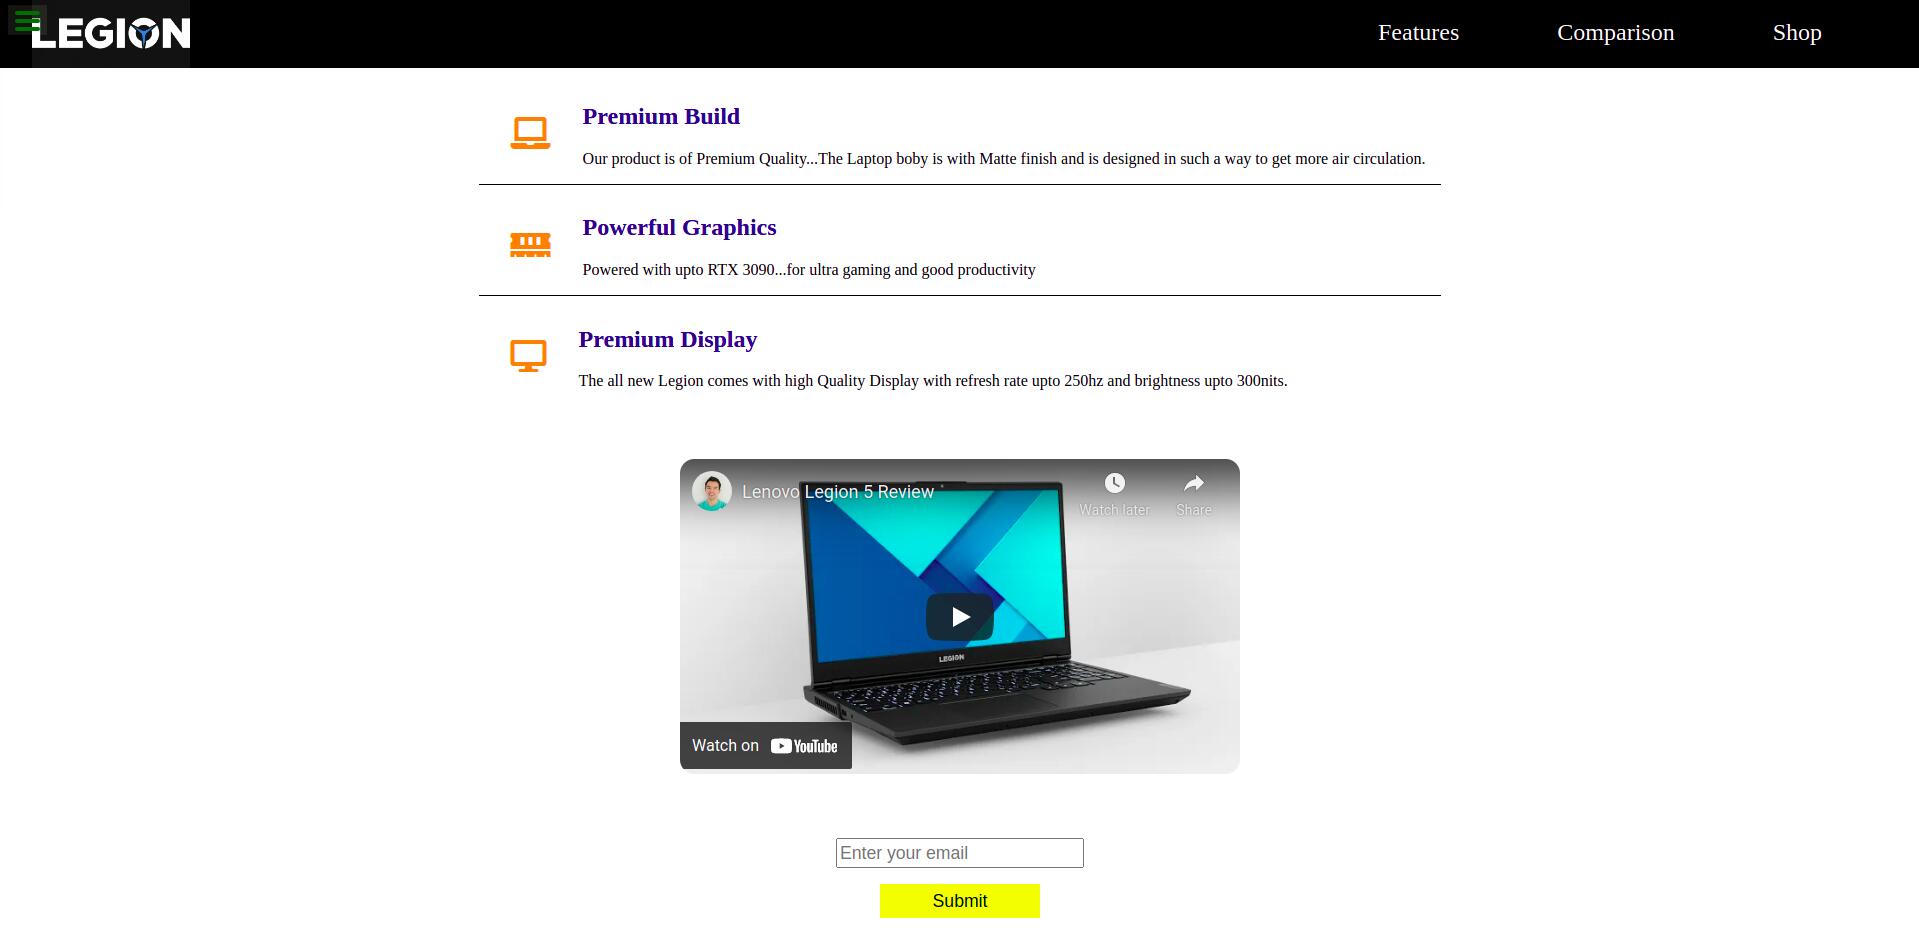 LEGION
Features
Comparison
Shop
Premium Build
Our product is of Premium Quality...The Laptop boby is with Matte finish and is designed in such a way to get more air circulation.
Powerful Graphics
Powered with upto RTX 3090...for ultra gaming and good productivity
Premium Display
The all new Legion comes with high Quality Display with refresh rate upto 250hz and brightness upto 300nits.
Lenovo Legion 5 Review
Watch later
Share
LEGION
Watch on YouTube
Enter your email
Submit